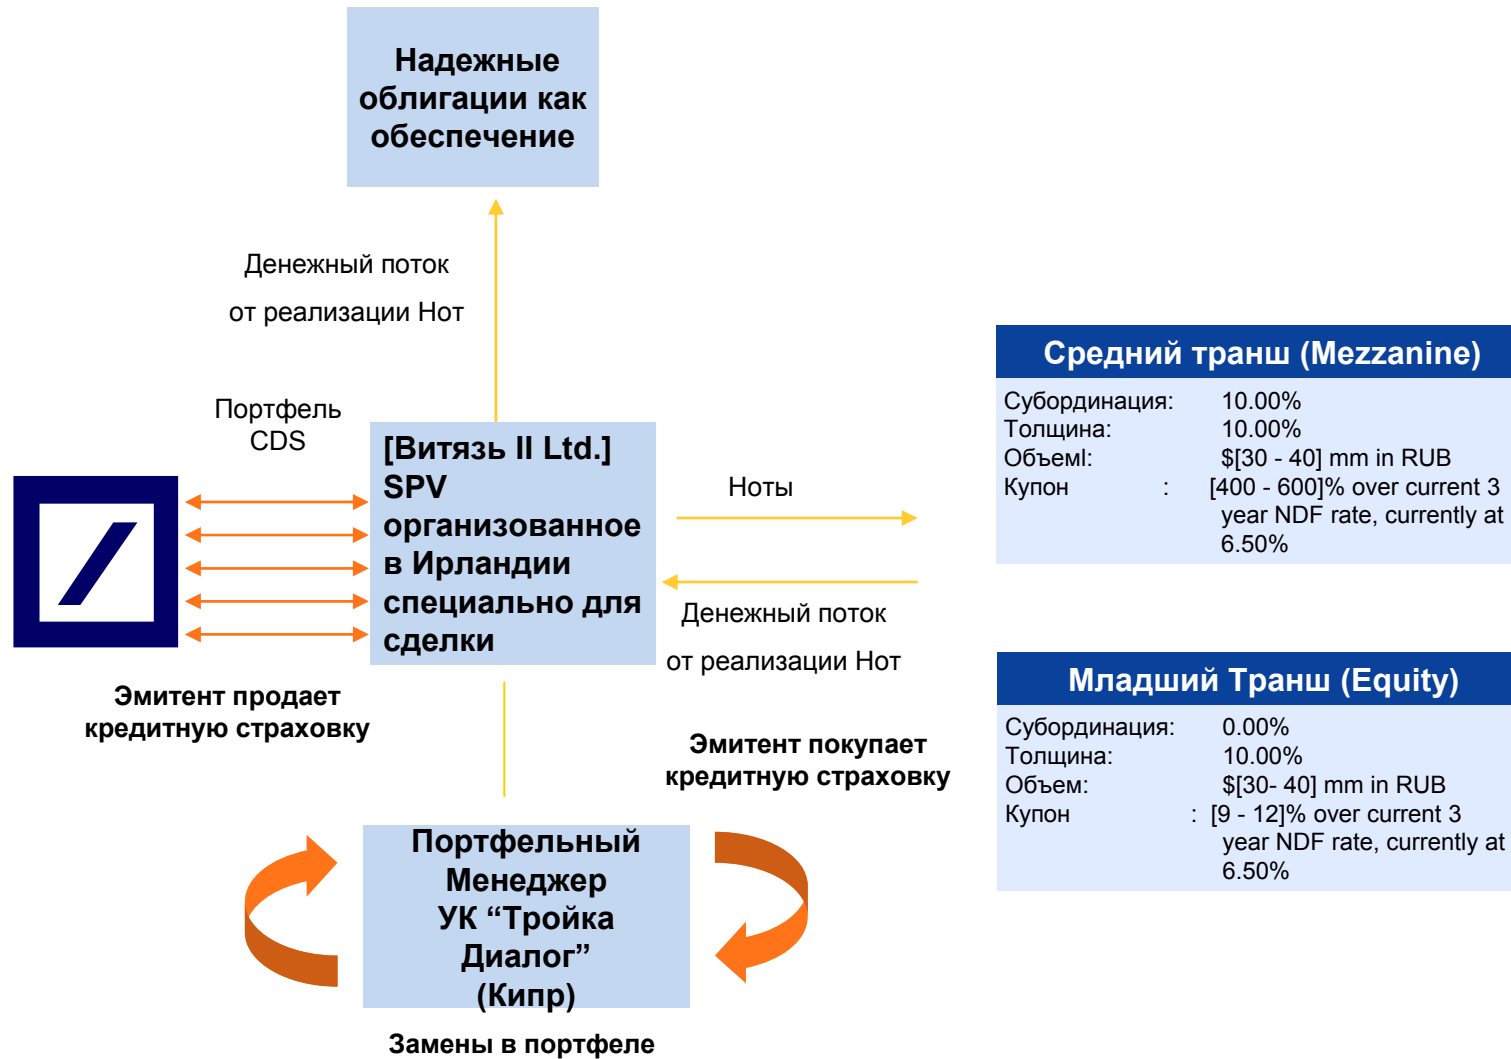 Надежные
облигации как
обеспечение
Денежный поток
от реализации Нот
Портфель
CDS
[Витязь II Ltd.]
SPV
организованное
в Ирландии
специально для
сделки
Ноты
Денежный поток
от реализации Нот
Эмитент продает
кредитную страховку
Эмитент покупает
кредитную страховку
Портфельный
Менеджер
УК “Тройка
Диалог”
(Кипр)
Замены в портфеле
Средний транш (Mezzanine)
Субординация: 10.00%
Толщина: 10.00%
Объемl: $[30 - 40] mm in RUB
Купон : [400 - 600]% over current 3
year NDF rate, currently at
6.50%
Младший Транш (Equity)
Субординация: 0.00%
Толщина: 10.00%
Объем: $[30- 40] mm in RUB
Купон : [9 - 12]% over current 3
year NDF rate, currently at
6.50%